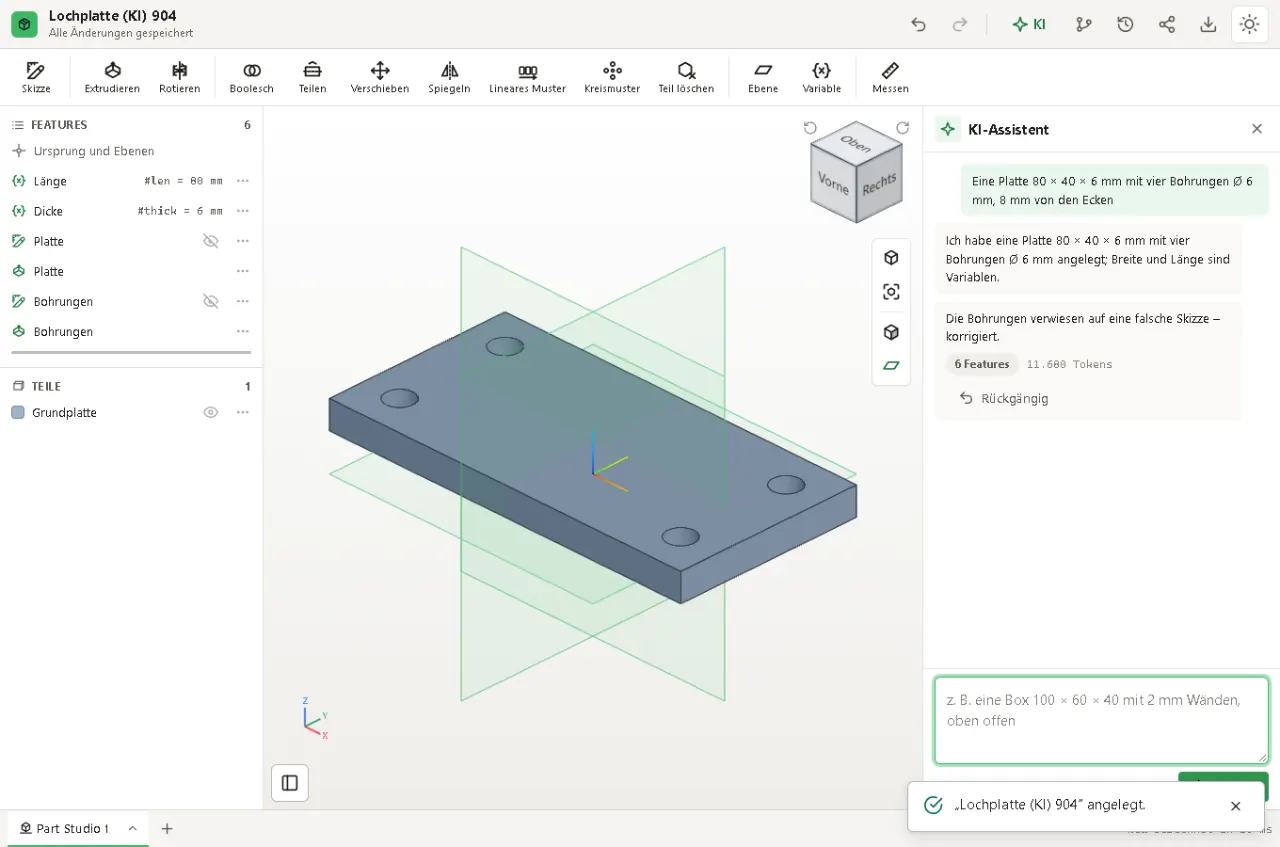 Lochplatte (KI) 904
Alle Änderungen gespeichert
KI
Skizze
Extrudieren
Rotieren
Boolesch
Teilen
Verschieben
Spiegeln
Lineares Muster
Kreismuster
Teil löschen
Ebene
Variable
Messen
FEATURES 6
Ursprung und Ebenen
Länge #len = 80 mm
Dicke #thick = 6 mm
Platte
Platte
Bohrungen
Bohrungen
TEILE 1
Grundplatte
Oben
Vorne
Rechts
Z
Y
X
KI-Assistent
Eine Platte 80 × 40 × 6 mm mit vier Bohrungen Ø 6
mm, 8 mm von den Ecken
Ich habe eine Platte 80 × 40 × 6 mm mit vier
Bohrungen Ø 6 mm angelegt; Breite und Länge sind
Variablen.
Die Bohrungen verwiesen auf eine falsche Skizze –
korrigiert.
6 Features 11.600 Tokens
Rückgängig
z. B. eine Box 100 × 60 × 40 mit 2 mm Wänden,
oben offen
„Lochplatte (KI) 904“ angelegt.
Part Studio 1